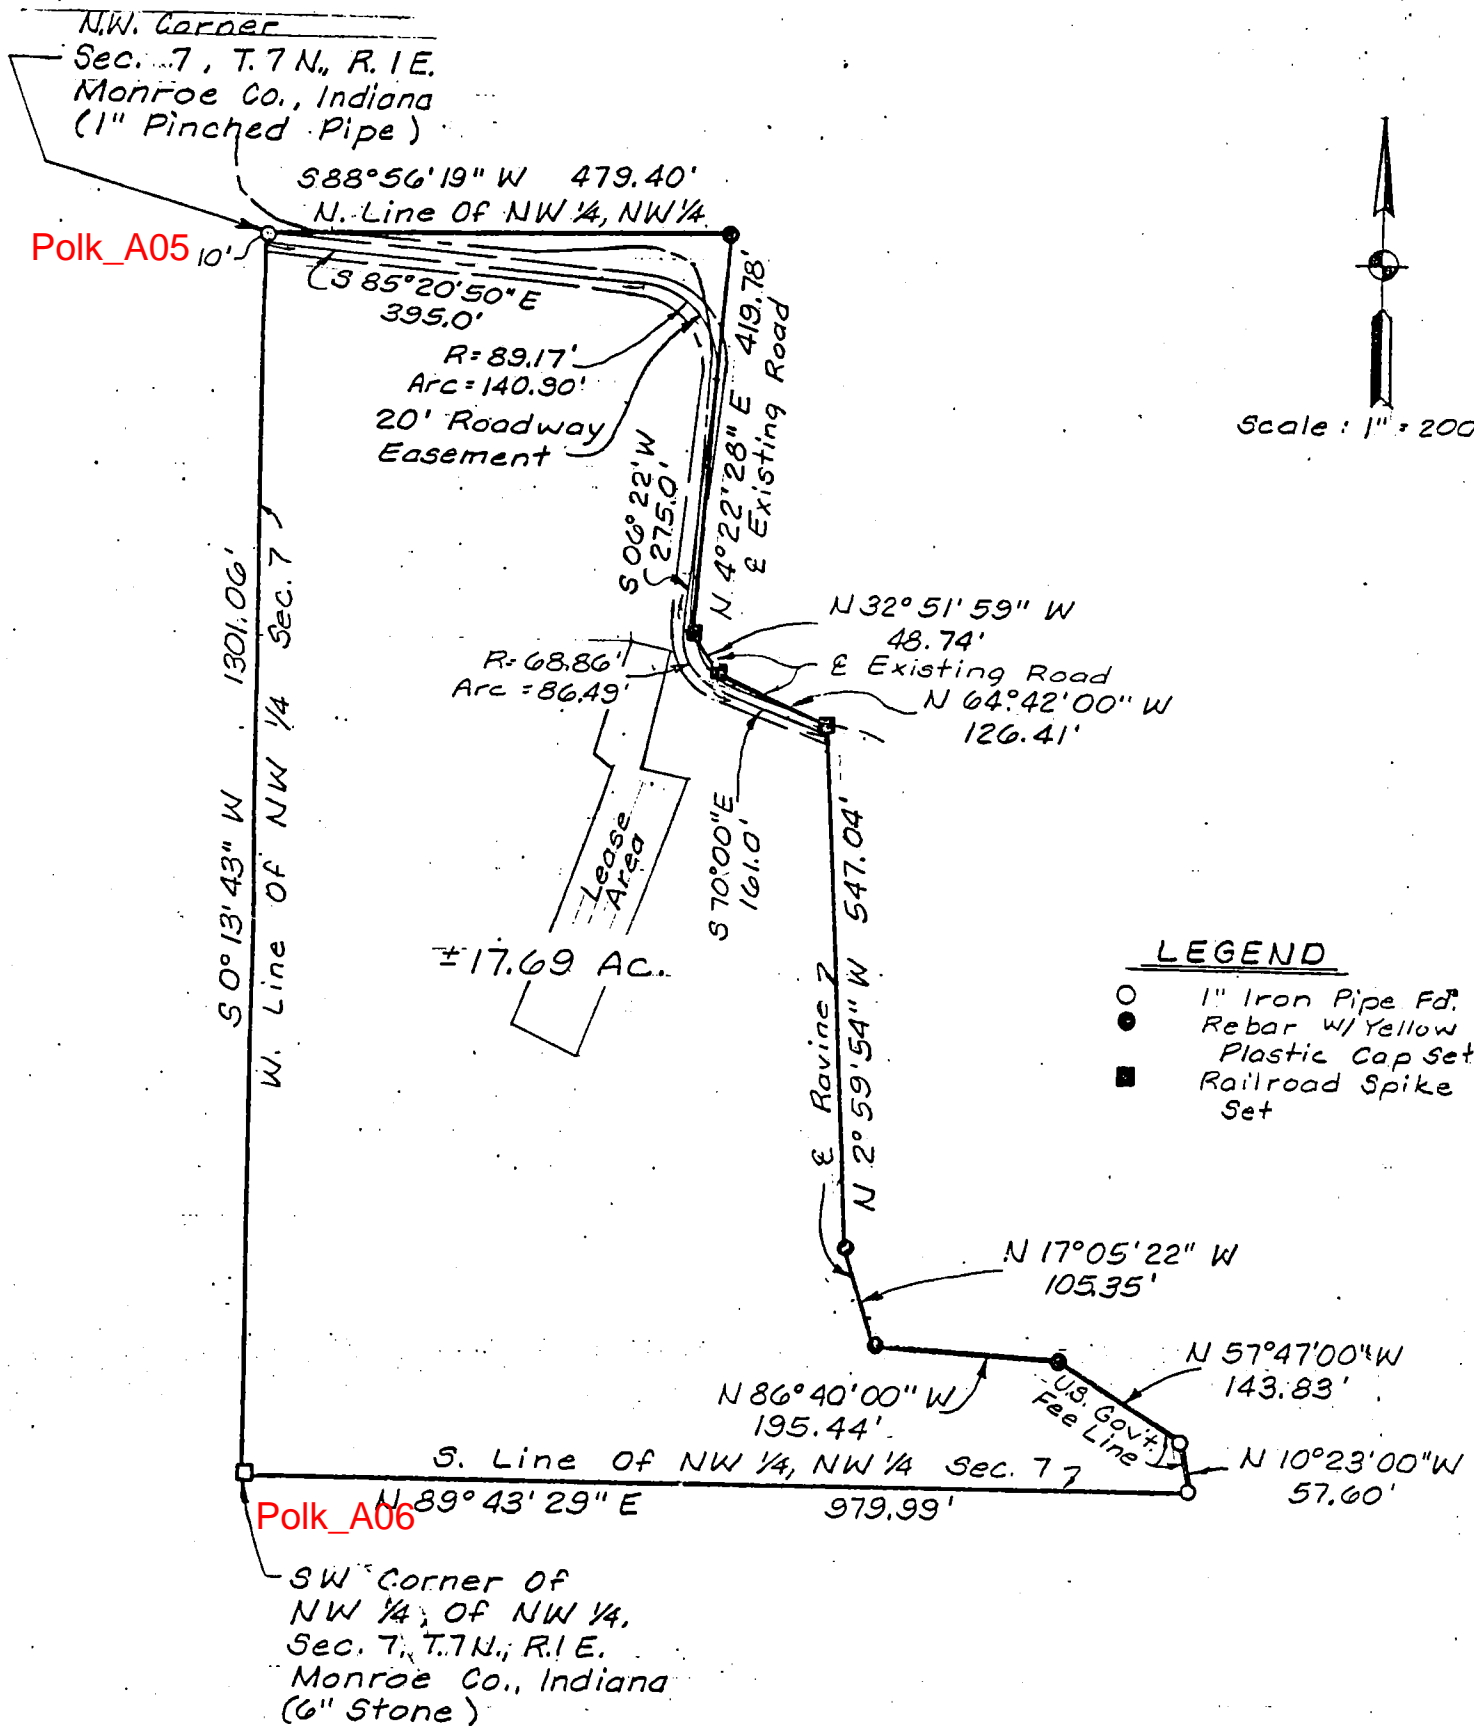 N.W. Corner
Sec. 7, T. 7 N., R. 1 E.
Monroe Co., Indiana
(1" Pinched Pipe)
S 88°56'19" W 479.40'
N. Line Of NW 1/4, NW 1/4
Polk_A05
10'
S 85°20'50" E
395.0'
R = 89.17'
Arc = 140.90'
20' Roadway
Easement
N 4°22'28" E 419.78'
℄ Existing Road
S 06°22' W
275.0'
Scale: 1" = 200
N 32°51'59" W
48.74'
℄ Existing Road
N 64°42'00" W
126.41'
R = 68.86'
Arc = 86.49'
S 70°00" E
161.0'
S 0°13'43" W 1301.06'
W. Line Of NW 1/4 Sec. 7
Lease
Area
±17.69 AC.
℄ Ravine
N 2°59'54" W 547.04'
LEGEND
1" Iron Pipe Fd.
Rebar W/ Yellow
Plastic Cap Set
Railroad Spike
Set
N 17°05'22" W
105.35'
N 57°47'00" W
143.83'
N 86°40'00" W
195.44'
U.S. Gov't.
Fee Line
N 10°23'00" W
57.60'
S. Line Of NW 1/4, NW 1/4 Sec. 7
N 89°43'29" E 979.99'
Polk_A06
SW Corner Of
NW 1/4, Of NW 1/4,
Sec. 7, T. 7 N., R. 1 E.
Monroe Co., Indiana
(6" Stone)